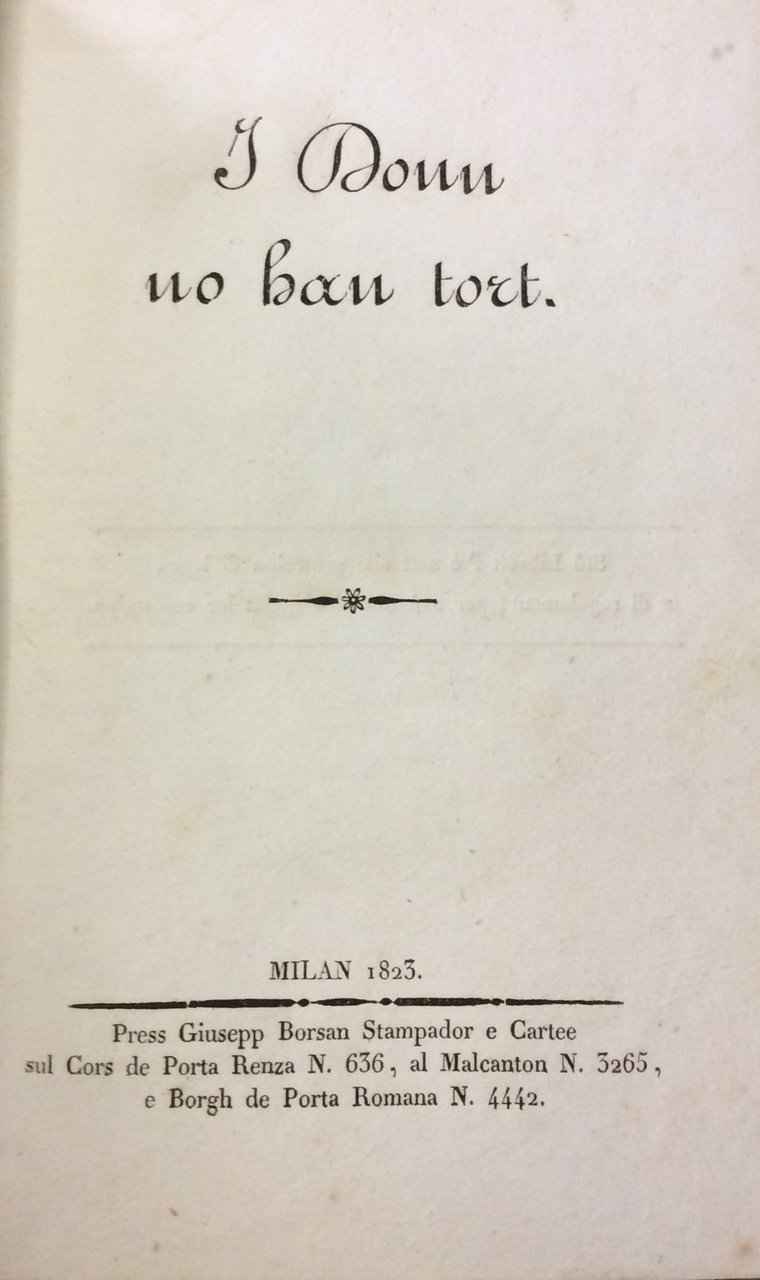 I Donn
no han tort.
MILAN 1823.
Press Giusepp Borsan Stampador e Cartee
sul Cors de Porta Renza N. 636, al Malcanton N. 3265,
e Borgh de Porta Romana N. 4442.